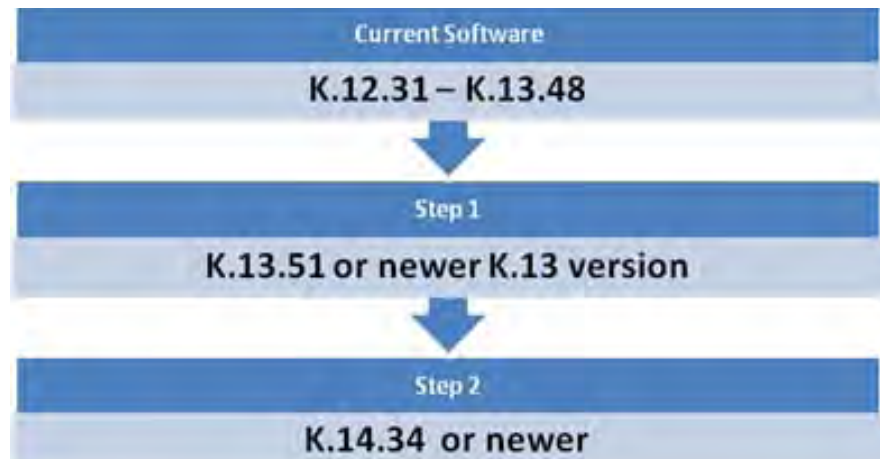 Current Software
K.12.31 – K.13.48
Step 1
K.13.51 or newer K.13 version
Step 2
K.14.34 or newer